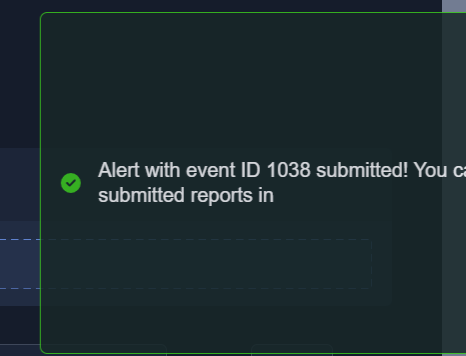 Alert with event ID 1038 submitted! You ca
submitted reports in